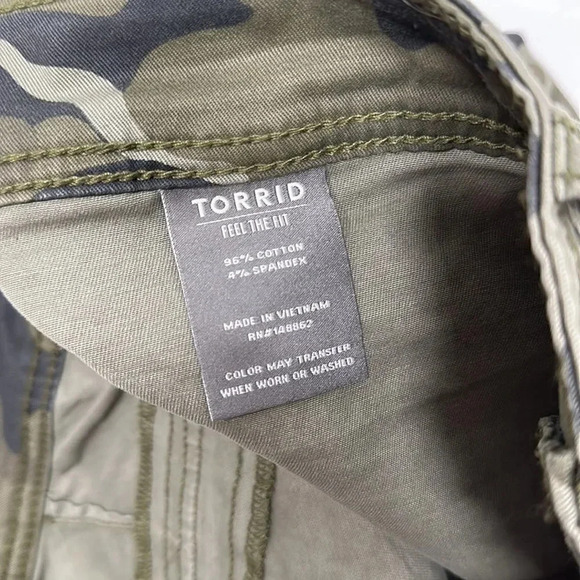 TORRID
FEEL THE FIT
96% COTTON
4% SPANDEX
MADE IN VIETNAM
RN#148862
COLOR MAY TRANSFER
WHEN WORN OR WASHED